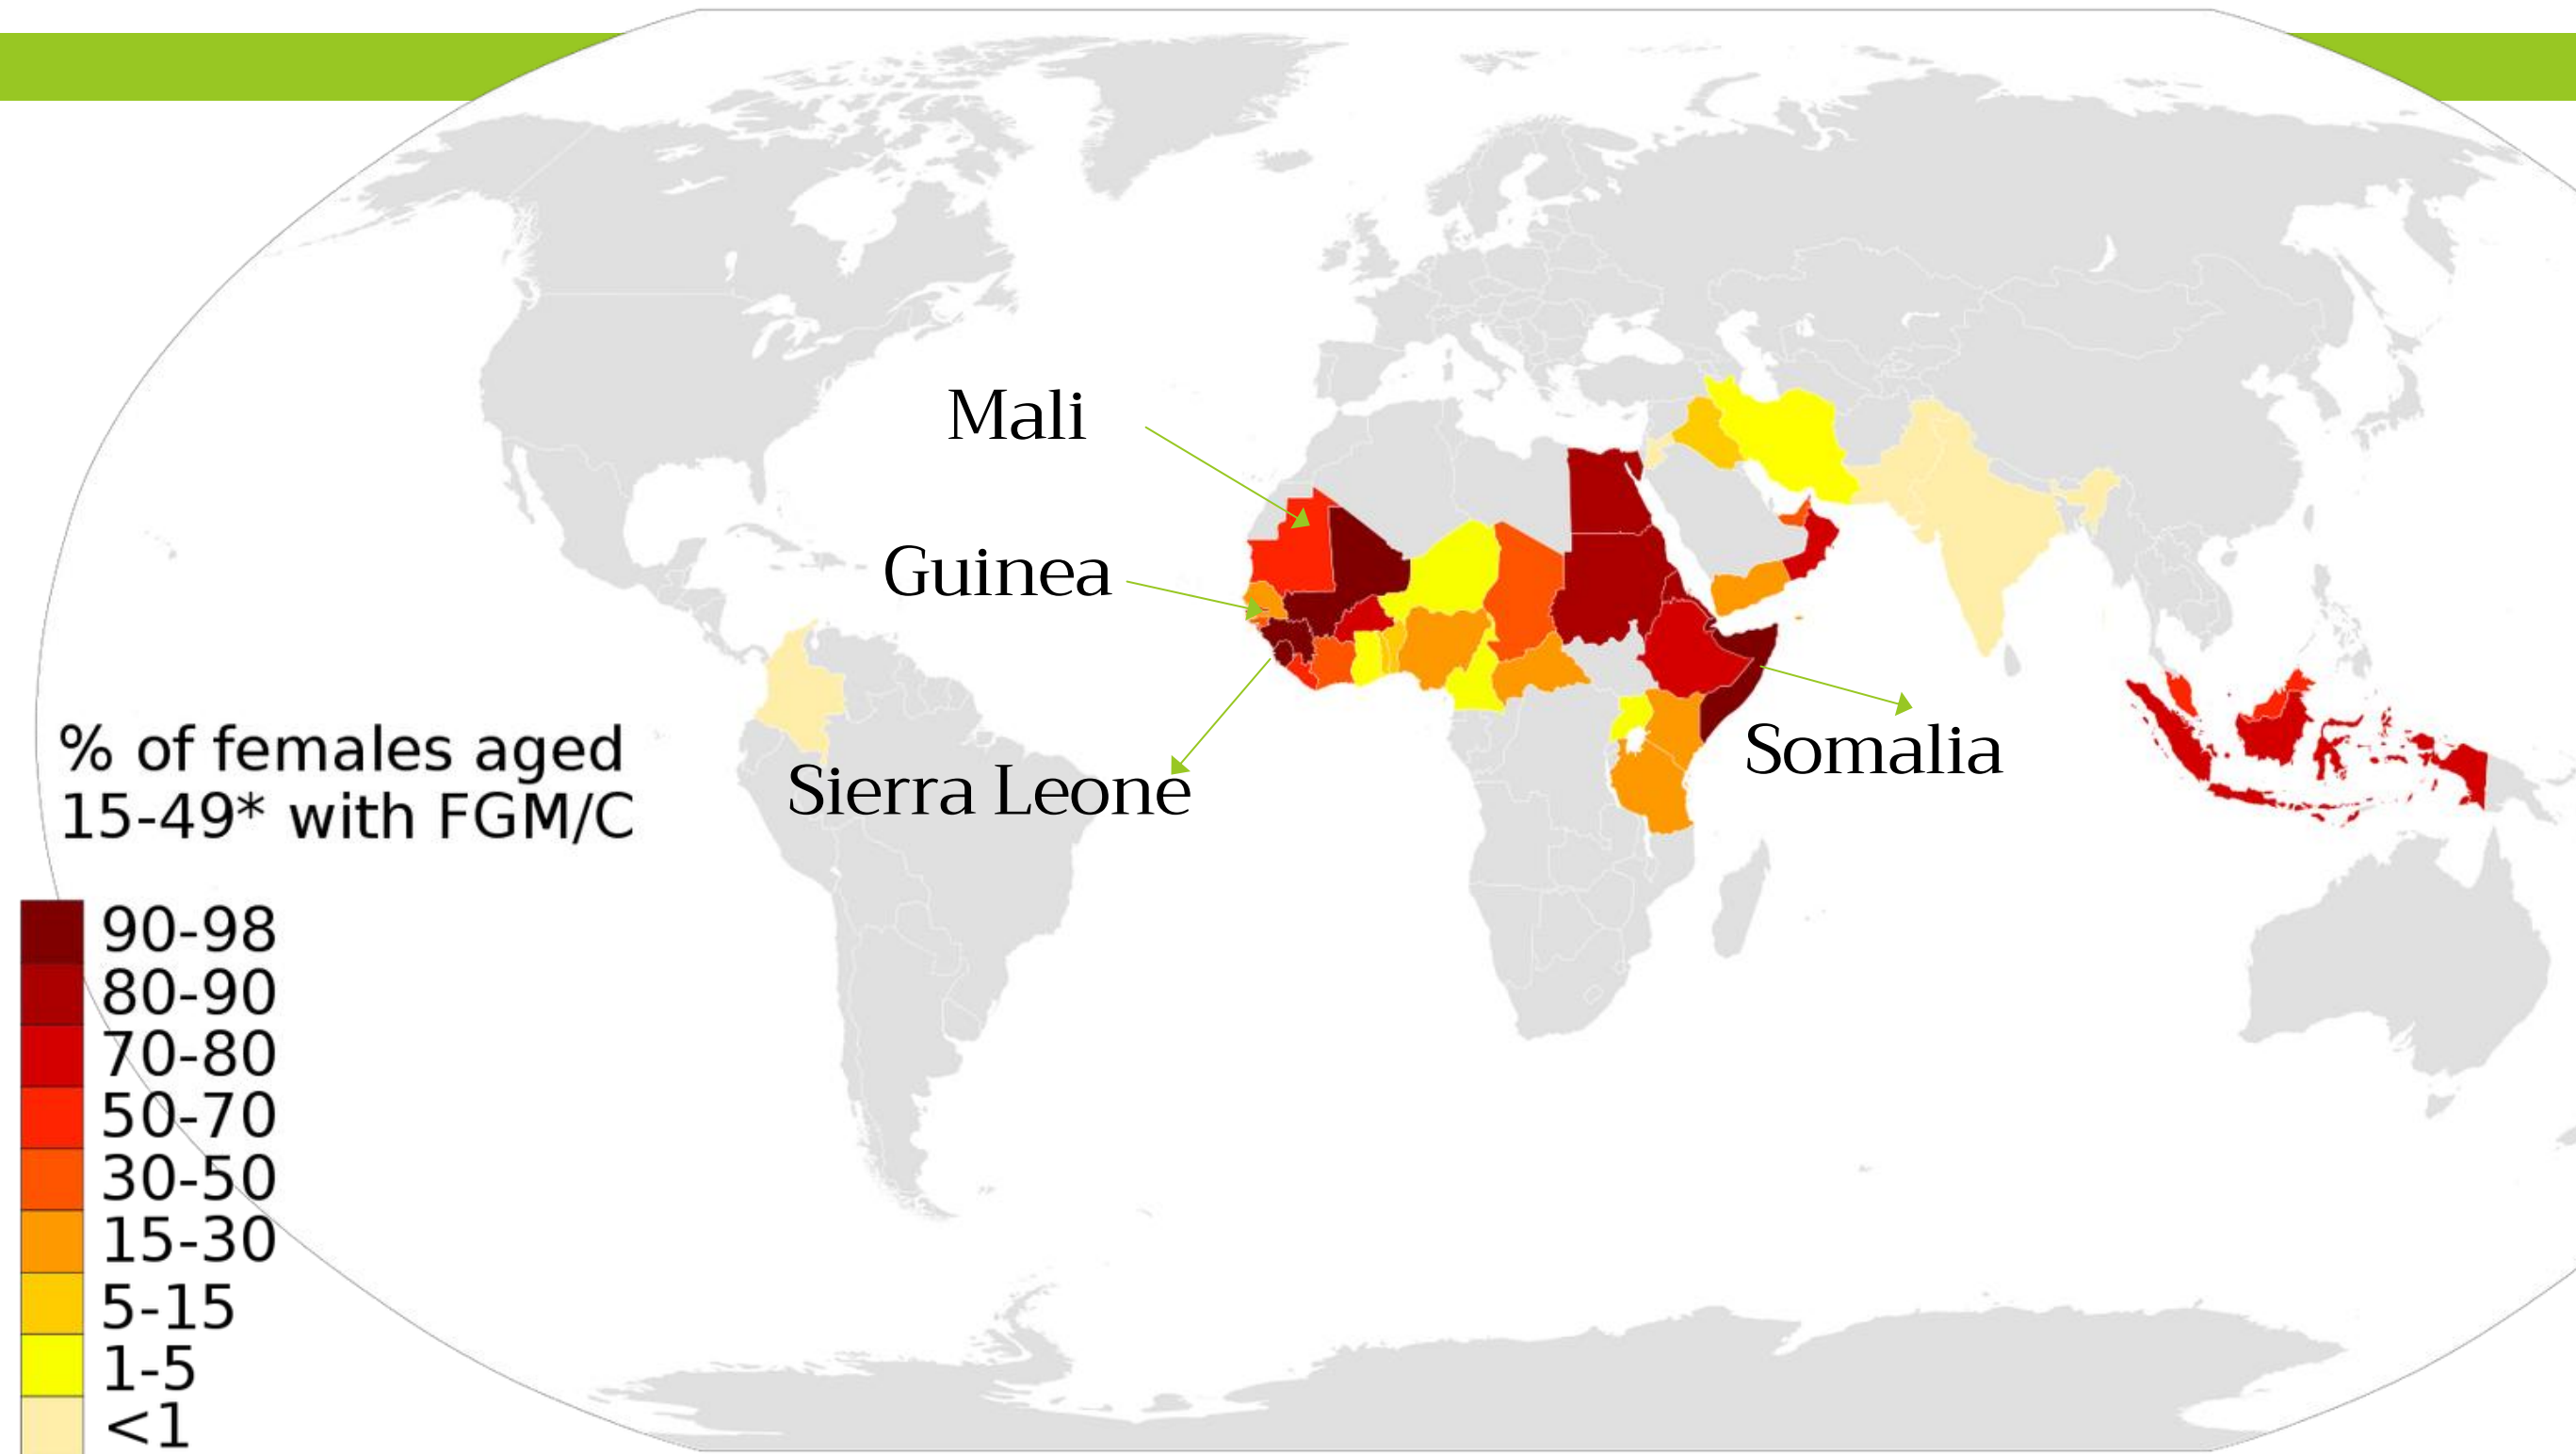 Mali
Guinea
Sierra Leone
Somalia
% of females aged
15-49* with FGM/C
90-98
80-90
70-80
50-70
30-50
15-30
5-15
1-5
<1